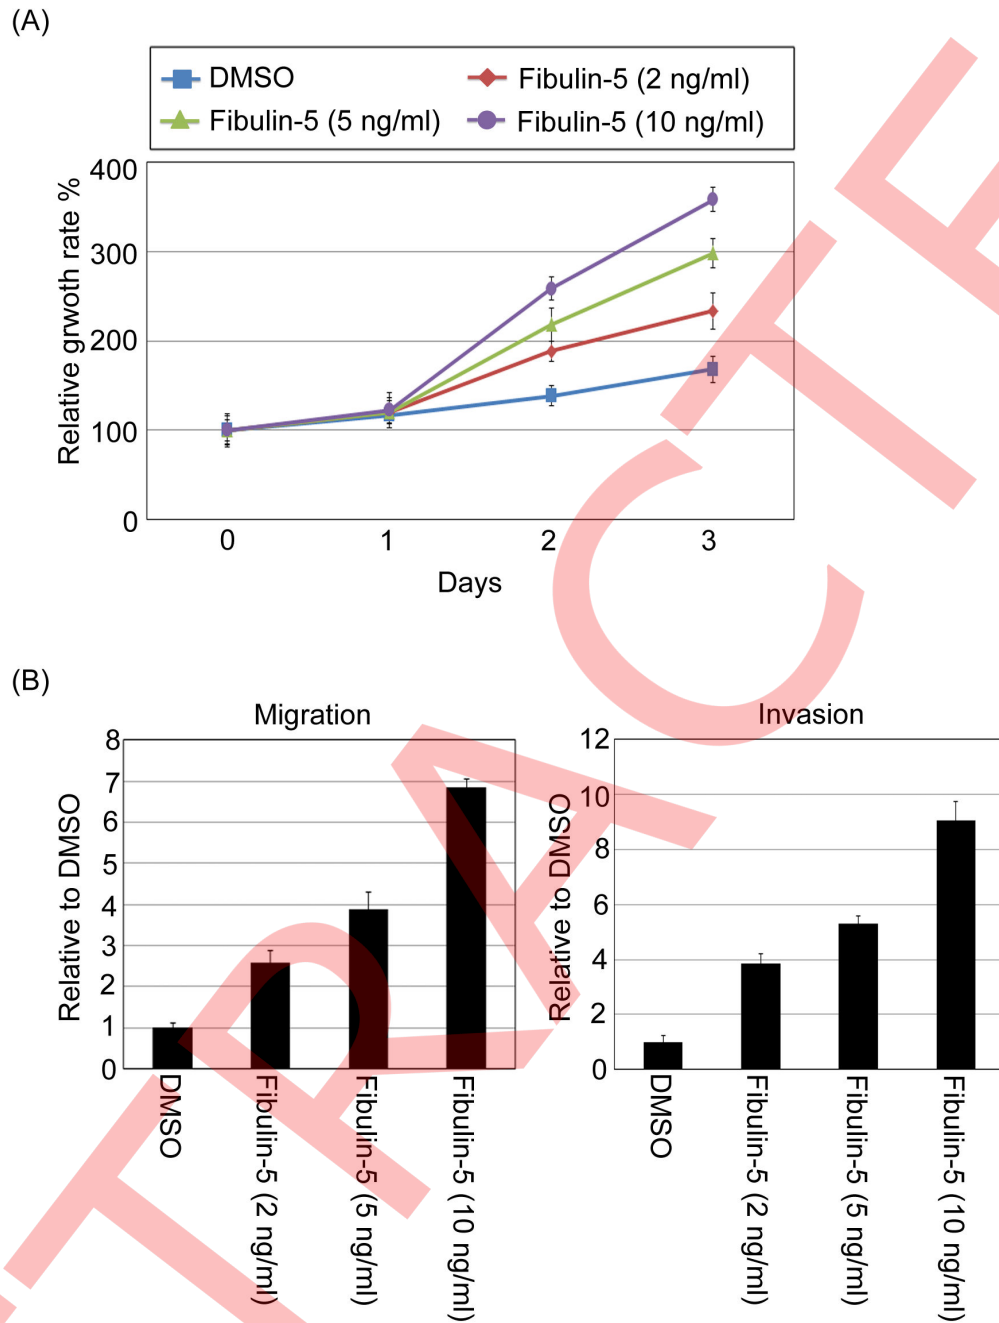 (A)
DMSO
Fibulin-5 (2 ng/ml)
Fibulin-5 (5 ng/ml)
Fibulin-5 (10 ng/ml)
Relative grwoth rate %
400
300
200
100
0
0 1 2 3
Days
(B)
Migration
Relative to DMSO
8
7
6
5
4
3
2
1
0
DMSO
Fibulin-5 (2 ng/ml)
Fibulin-5 (5 ng/ml)
Fibulin-5 (10 ng/ml)
Invasion
Relative to DMSO
12
10
8
6
4
2
0
DMSO
Fibulin-5 (2 ng/ml)
Fibulin-5 (5 ng/ml)
Fibulin-5 (10 ng/ml)
TRACTE